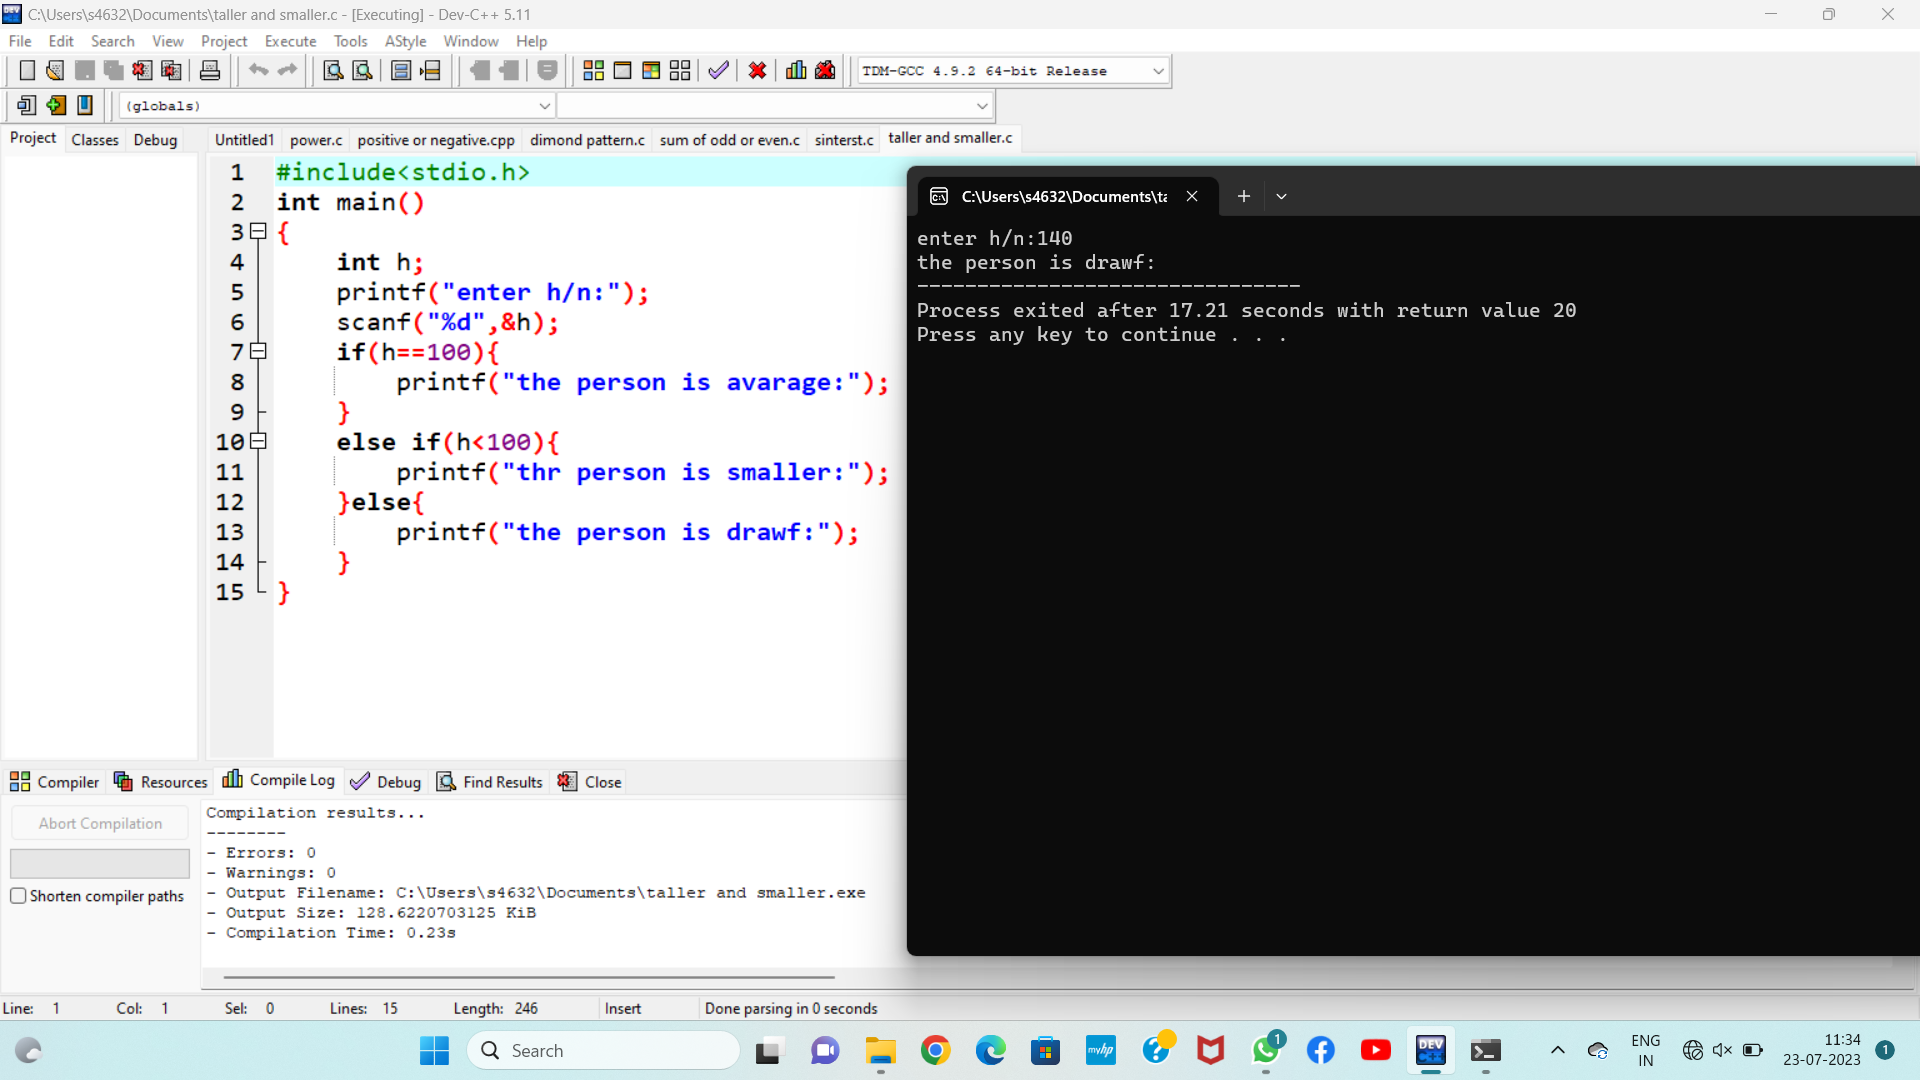 C:\Users\s4632\Documents\taller and smaller.c - [Executing] - Dev-C++ 5.11
File Edit Search View Project Execute Tools AStyle Window Help
TDM-GCC 4.9.2 64-bit Release
(globals)
Project Classes Debug
Untitled1 power.c positive or negative.cpp dimond pattern.c sum of odd or even.c sinterst.c taller and smaller.c
1 #include<stdio.h>
2 int main()
3 {
4 int h;
5 printf("enter h/n:");
6 scanf("%d",&h);
7 if(h==100){
8 printf("the person is avarage:");
9 }
10 else if(h<100){
11 printf("thr person is smaller:");
12 }else{
13 printf("the person is drawf:");
14 }
15 }
C:\Users\s4632\Documents\ta
enter h/n:140
the person is drawf:
--------------------------------
Process exited after 17.21 seconds with return value 20
Press any key to continue . . .
Compiler Resources Compile Log Debug Find Results Close
Abort Compilation
Shorten compiler paths
Compilation results...
--------
- Errors: 0
- Warnings: 0
- Output Filename: C:\Users\s4632\Documents\taller and smaller.exe
- Output Size: 128.6220703125 KiB
- Compilation Time: 0.23s
Line: 1 Col: 1 Sel: 0 Lines: 15 Length: 246 Insert Done parsing in 0 seconds
Search
myhp
1
DEV
C++
ENG
IN
11:34
23-07-2023
1